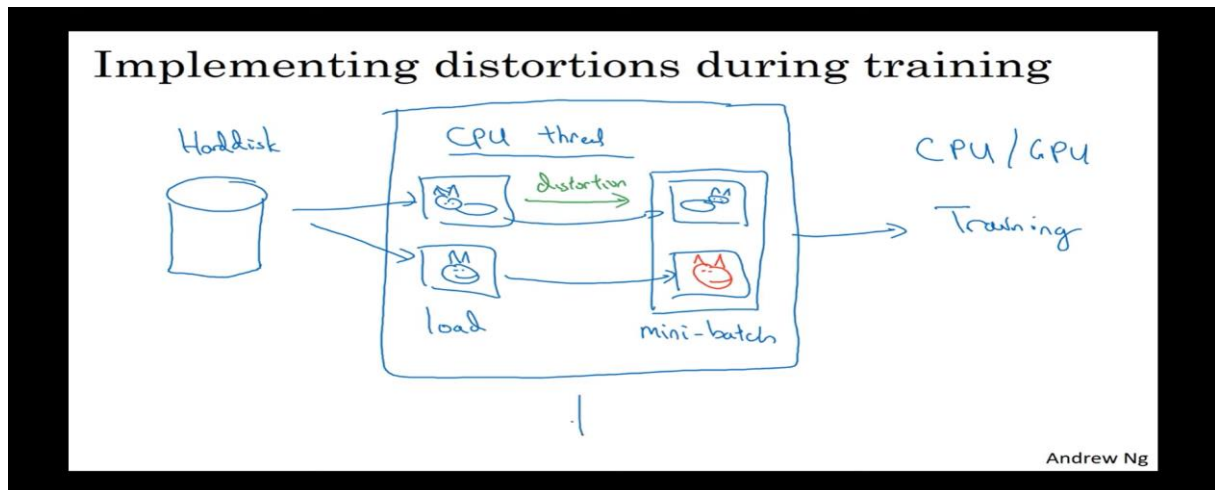 Implementing distortions during training
Harddisk
CPU thread
distortion
load
mini-batch
CPU/GPU
Training
Andrew Ng